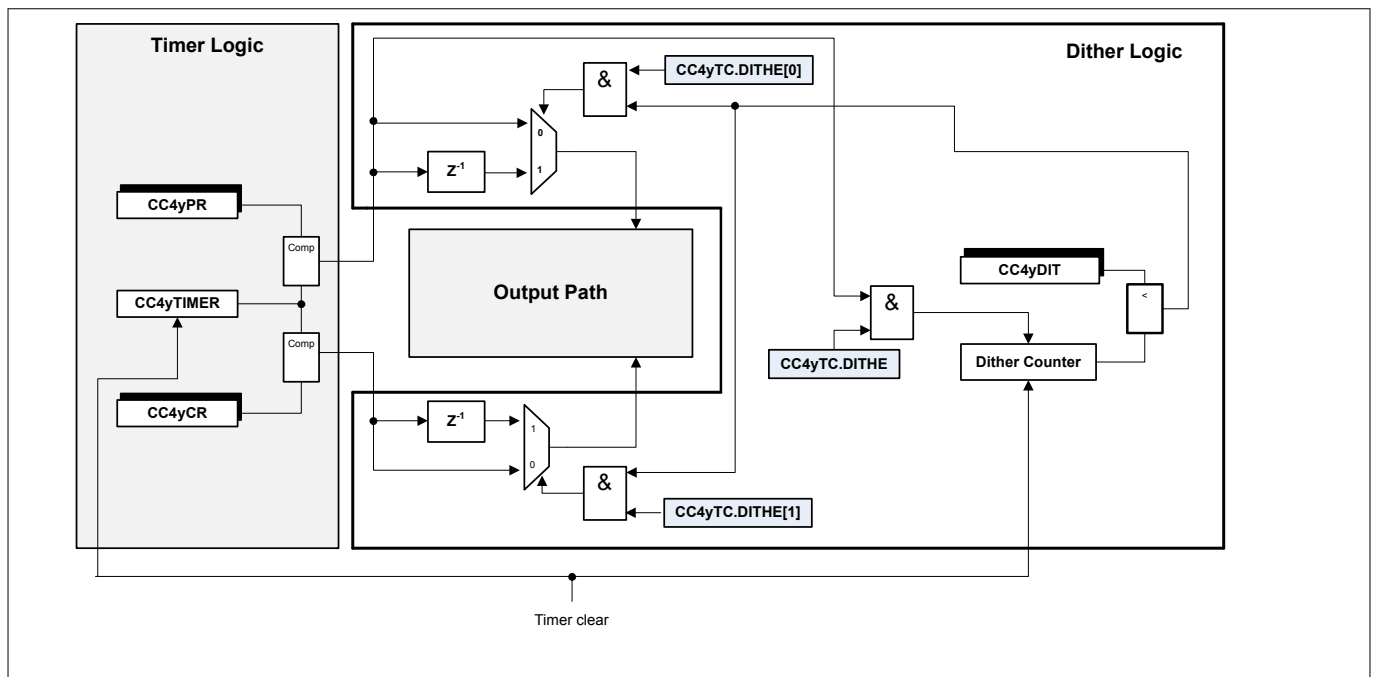 Timer Logic
Dither Logic
&
CC4yTC.DITHE[0]
0
1
Z-1
CC4yPR
Comp
CC4yTIMER
Comp
CC4yCR
Output Path
&
CC4yTC.DITHE
CC4yDIT
<
Dither Counter
Z-1
1
0
&
CC4yTC.DITHE[1]
Timer clear